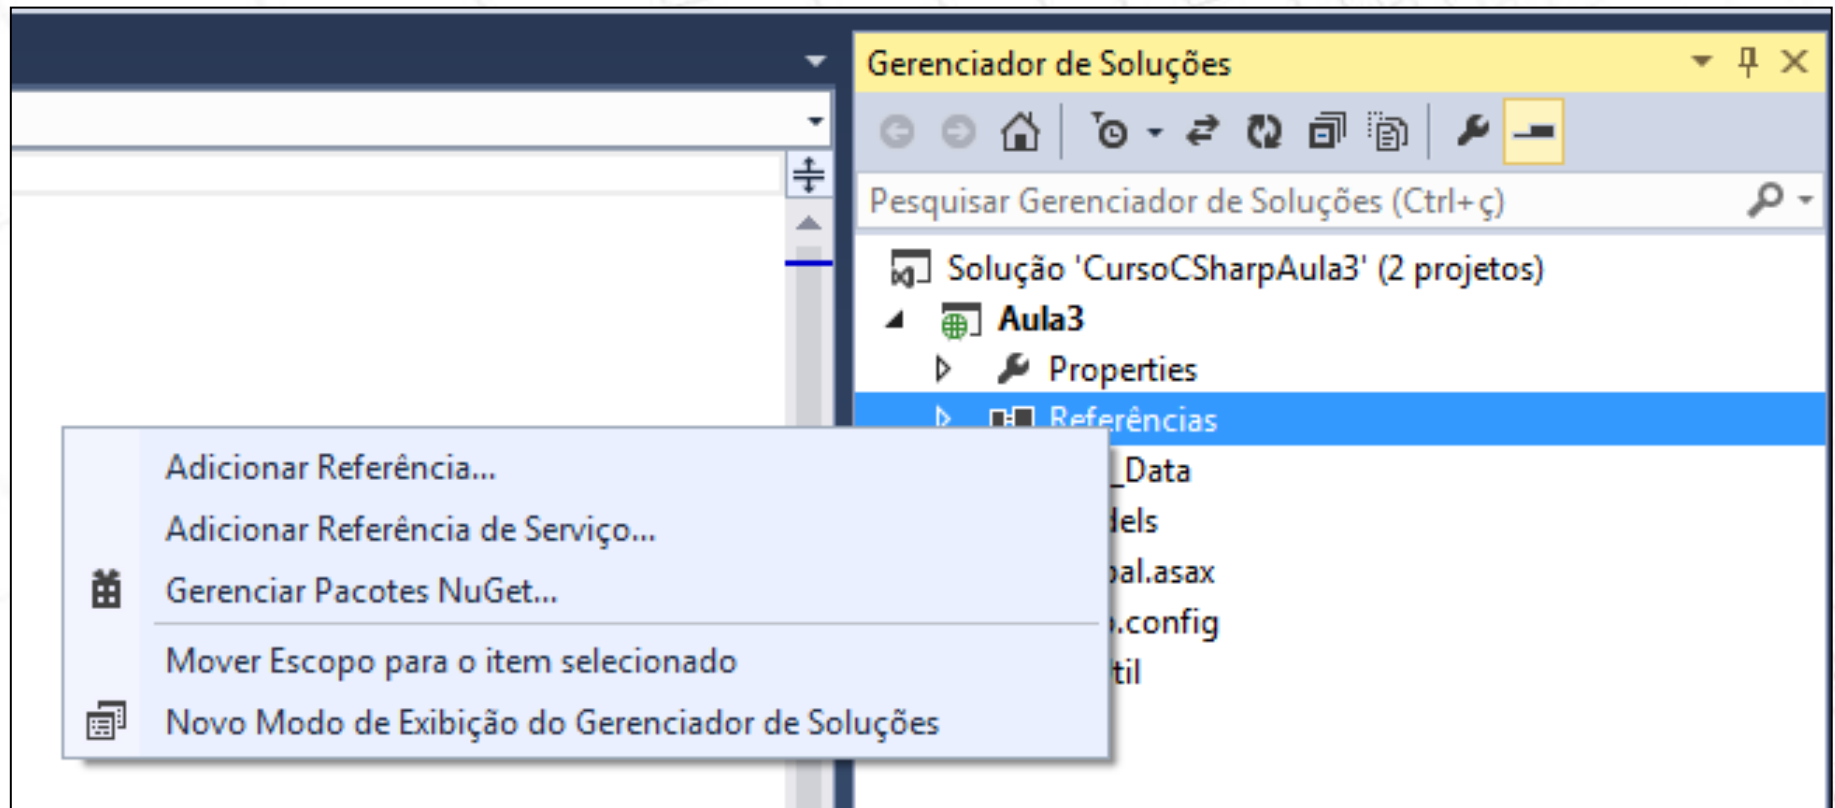 Gerenciador de Soluções
Pesquisar Gerenciador de Soluções (Ctrl+ç)
Solução 'CursoCSharpAula3' (2 projetos)
Aula3
Properties
Referências
_Data
dels
bal.asax
.config
til
Adicionar Referência...
Adicionar Referência de Serviço...
Gerenciar Pacotes NuGet...
Mover Escopo para o item selecionado
Novo Modo de Exibição do Gerenciador de Soluções